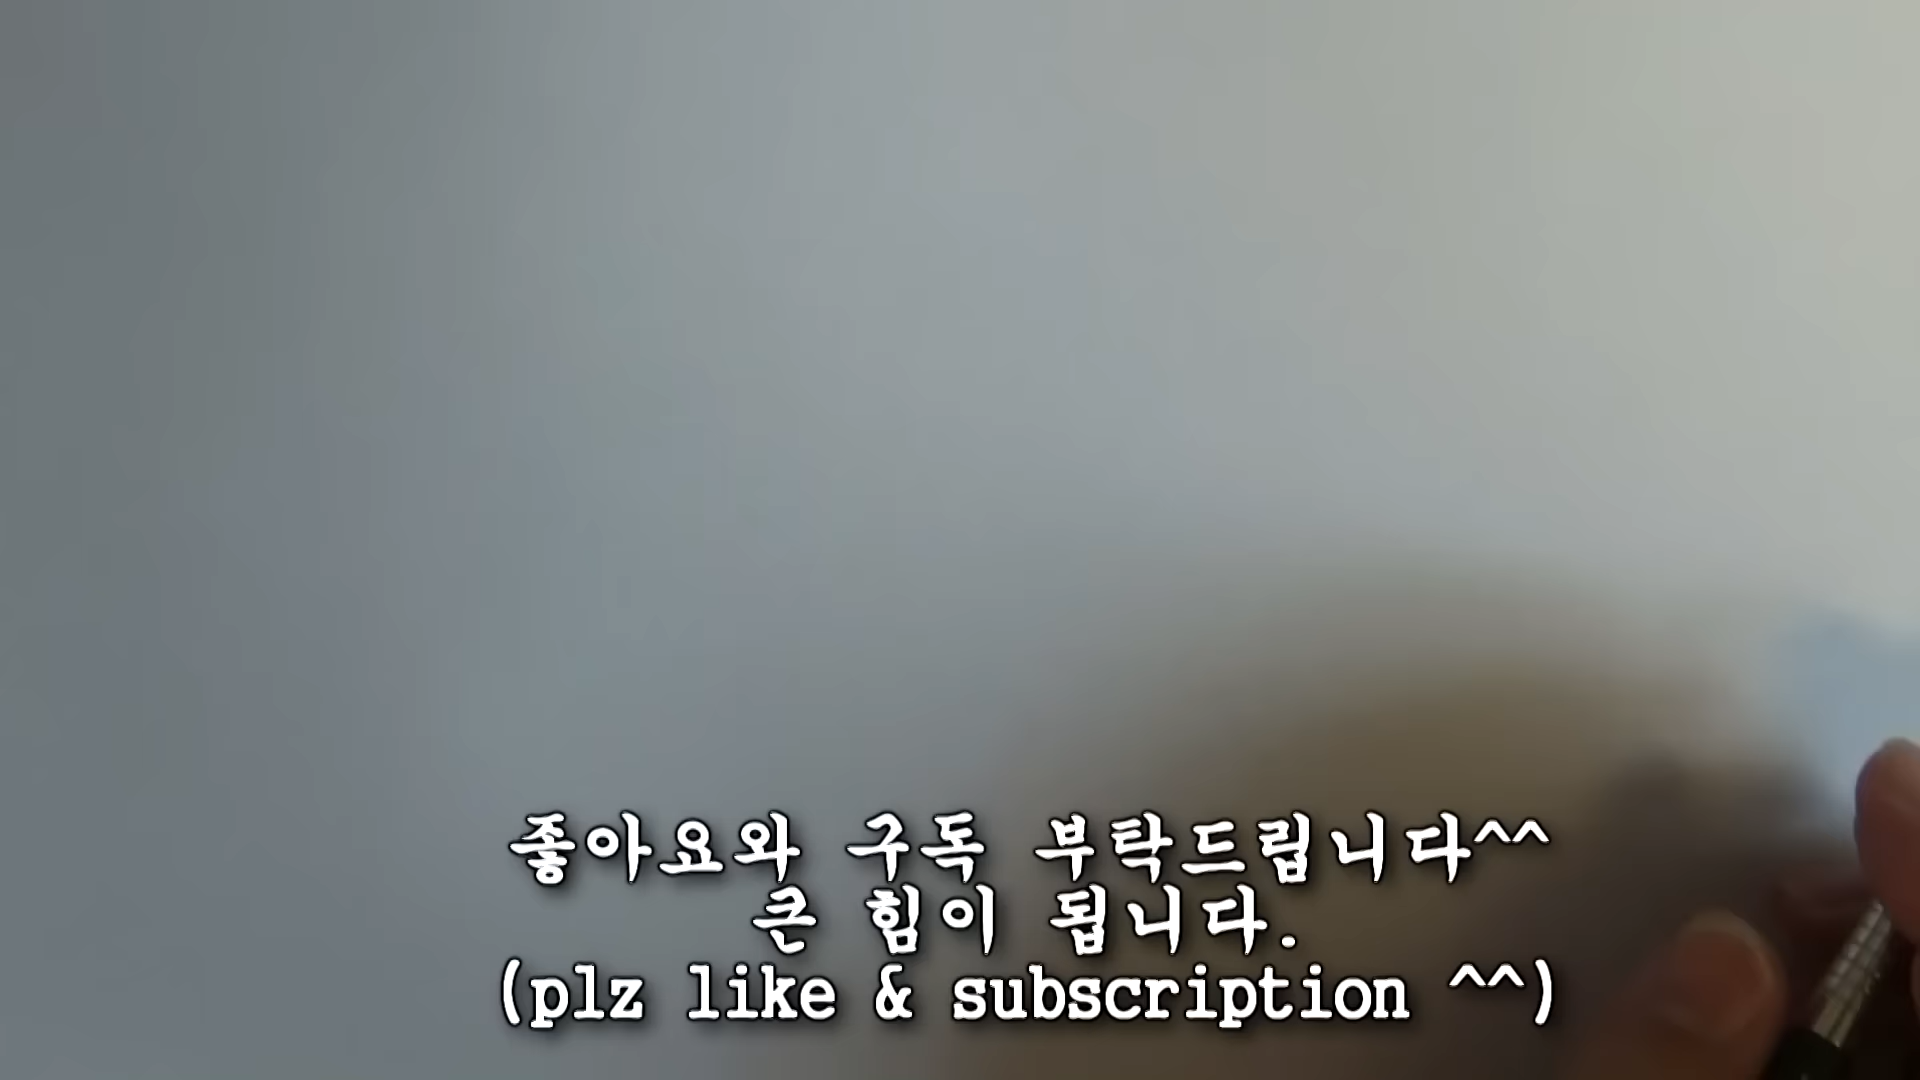 좋아요와 구독 부탁드립니다^^
큰 힘이 됩니다.
(plz like & subscription ^^)